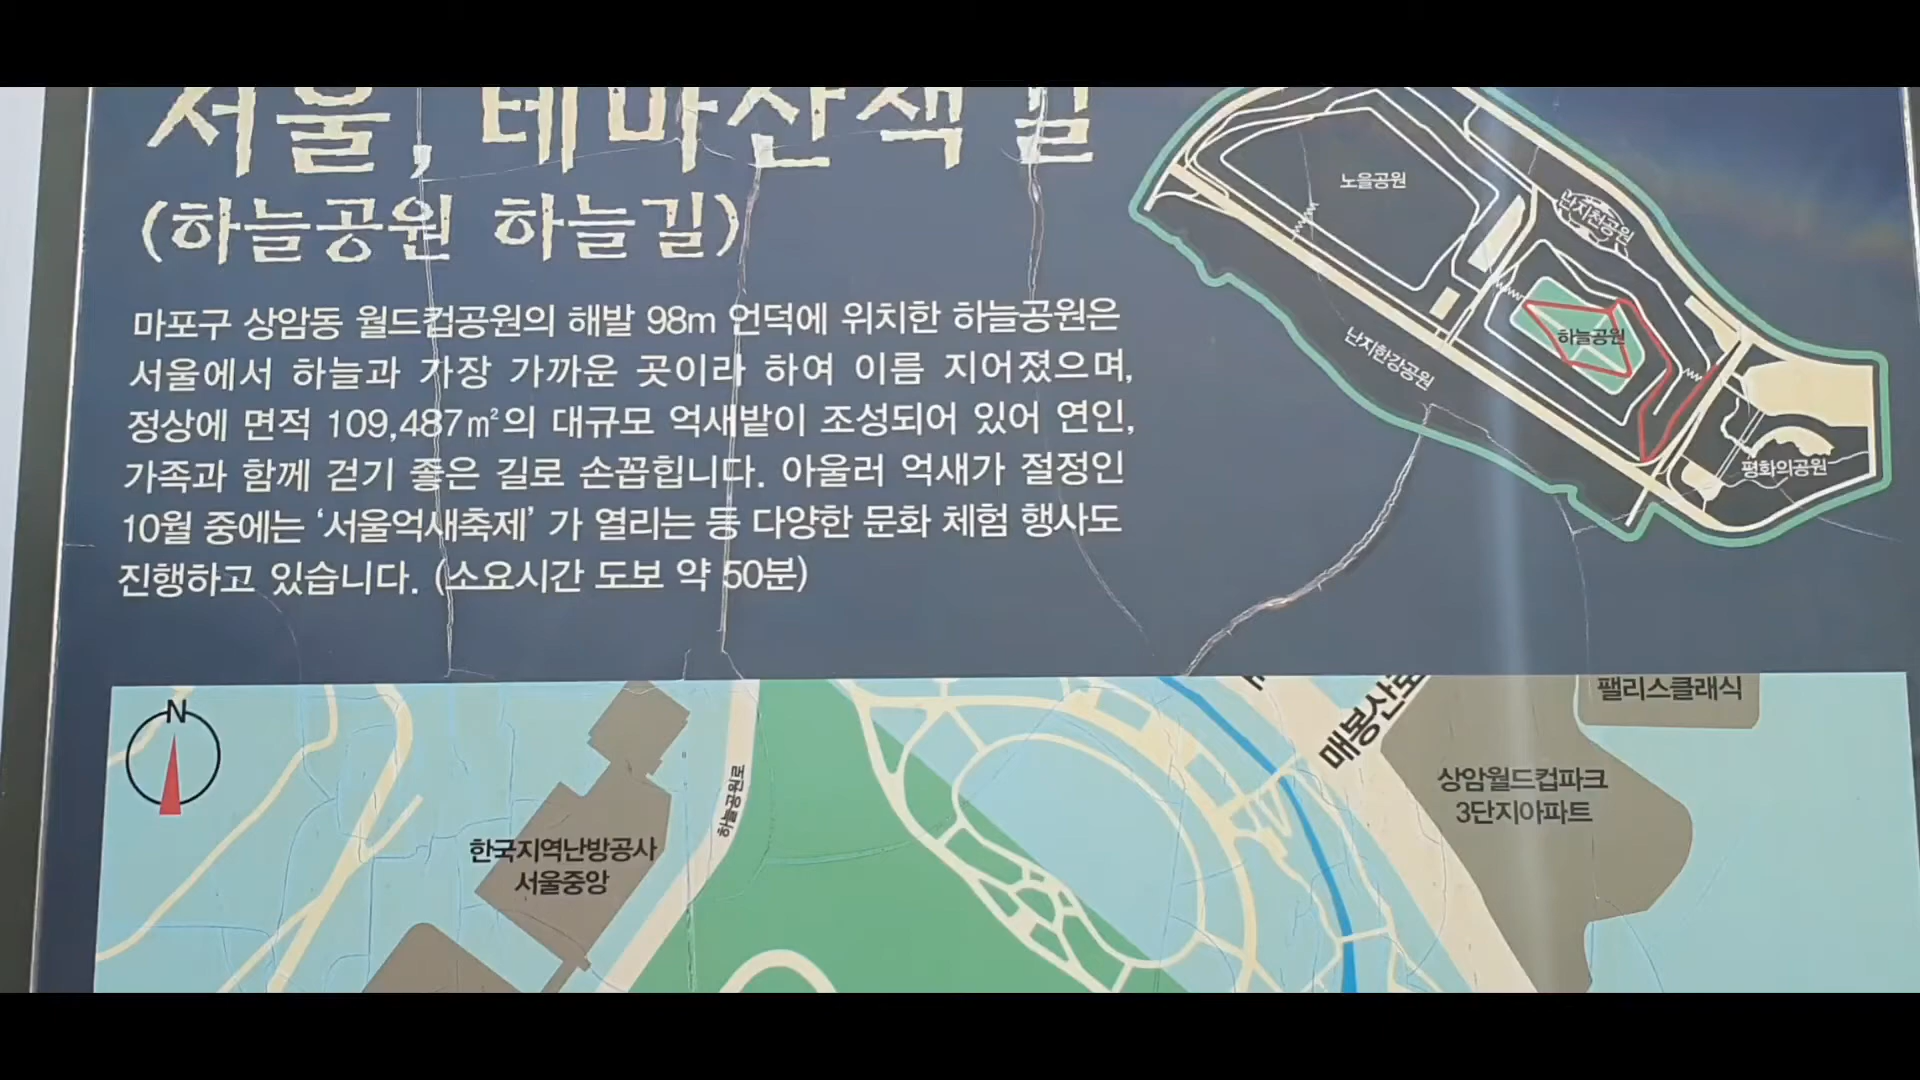 서울, 테마산책길
(하늘공원 하늘길)
마포구 상암동 월드컵공원의 해발 98m 언덕에 위치한 하늘공원은
서울에서 하늘과 가장 가까운 곳이라 하여 이름 지어졌으며,
정상에 면적 109,487㎡의 대규모 억새밭이 조성되어 있어 연인,
가족과 함께 걷기 좋은 길로 손꼽힙니다. 아울러 억새가 절정인
10월 중에는 ‘서울억새축제’ 가 열리는 등 다양한 문화 체험 행사도
진행하고 있습니다. (소요시간 도보 약 50분)
노을공원
난지천공원
하늘공원
난지한강공원
평화의공원
N
한국지역난방공사
서울중앙
하늘공원로
매봉산로
팰리스클래식
상암월드컵파크
3단지아파트